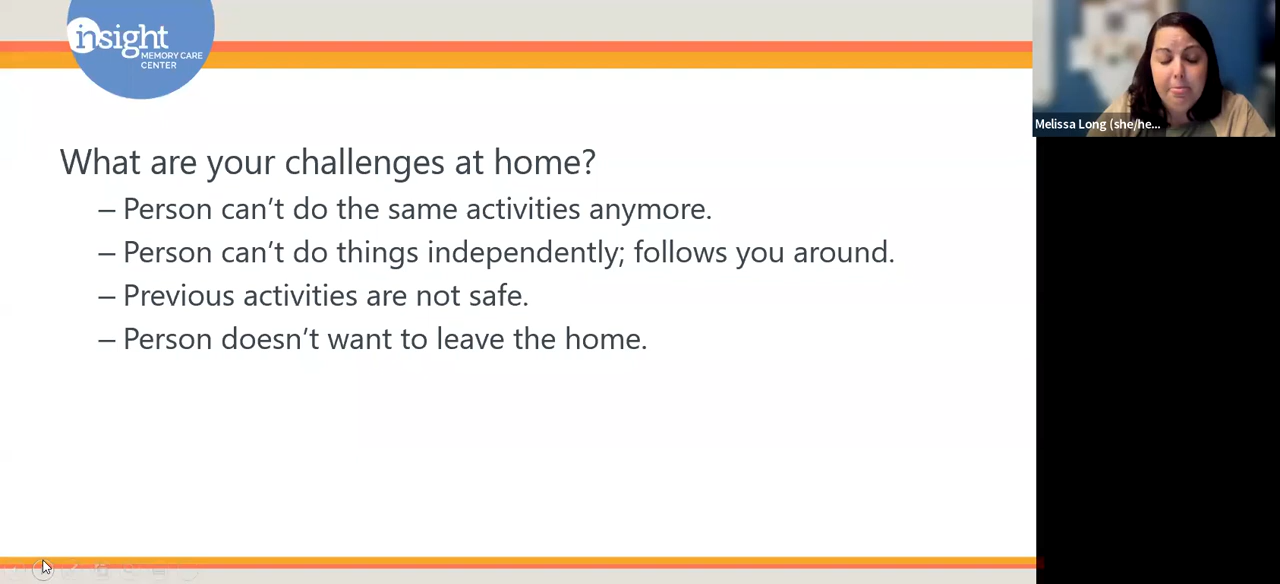 insight
MEMORY CARE
CENTER
Melissa Long (she/he...
What are your challenges at home?
– Person can’t do the same activities anymore.
– Person can’t do things independently; follows you around.
– Previous activities are not safe.
– Person doesn’t want to leave the home.